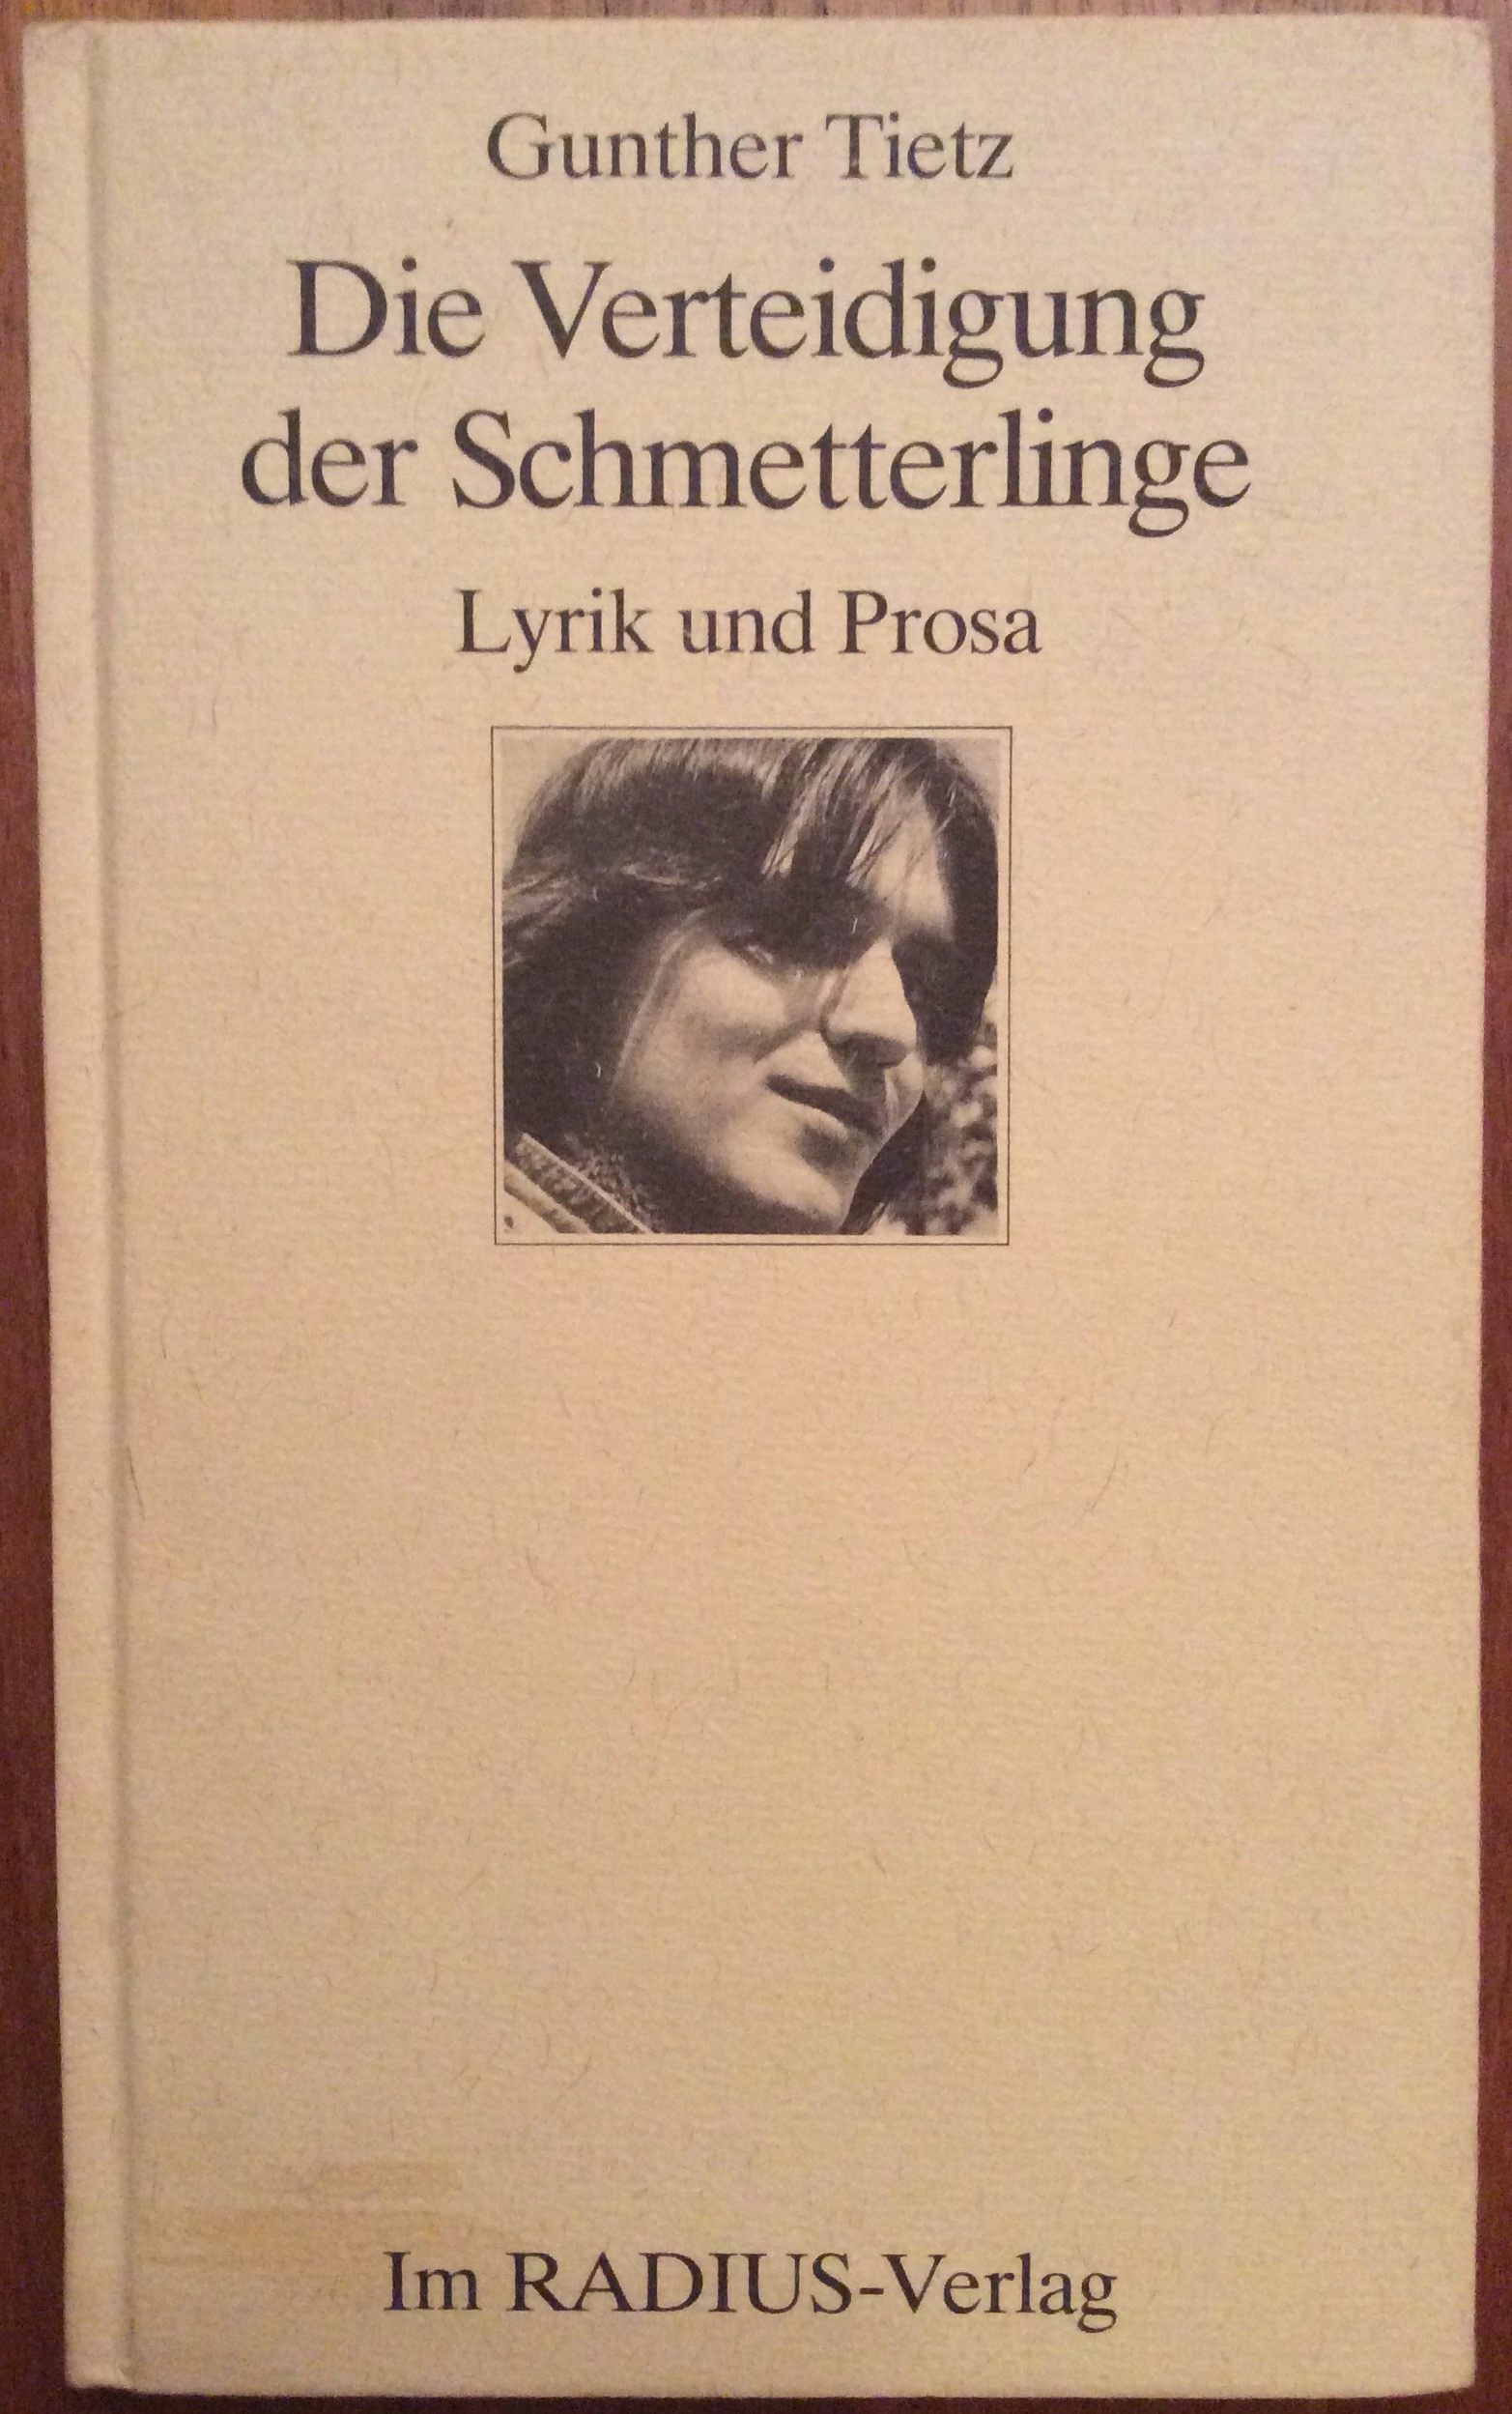 Gunther Tietz
Die Verteidigung
der Schmetterlinge
Lyrik und Prosa
Im RADIUS-Verlag